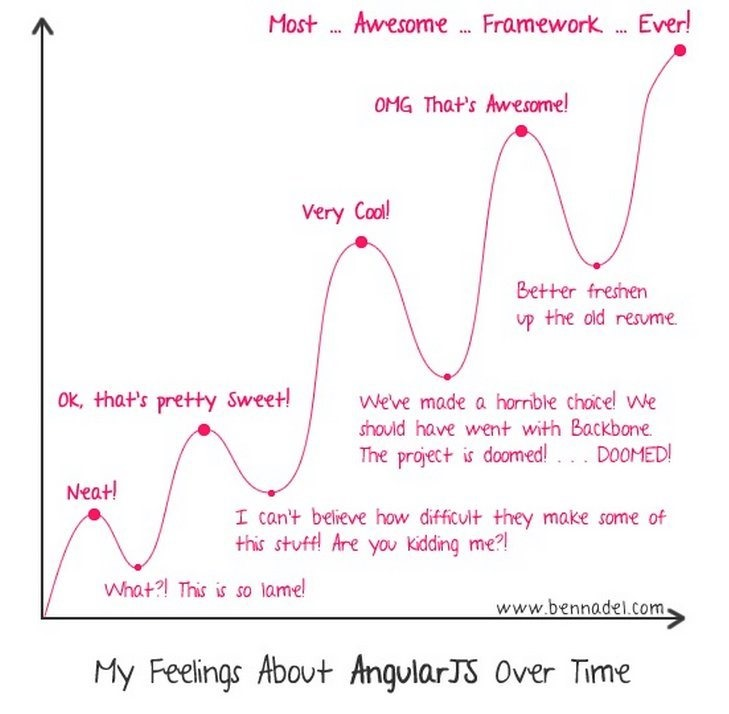 Most ... Awesome ... Framework ... Ever!
OMG That's Awesome!
Very Cool!
Better freshen
up the old resume.
Ok, that's pretty sweet!
We've made a horrible choice! We
should have went with Backbone.
The project is doomed! . . . DOOMED!
Neat!
I can't believe how difficult they make some of
this stuff! Are you kidding me?!
What?! This is so lame!
www.bennadel.com
My Feelings About AngularJS Over Time